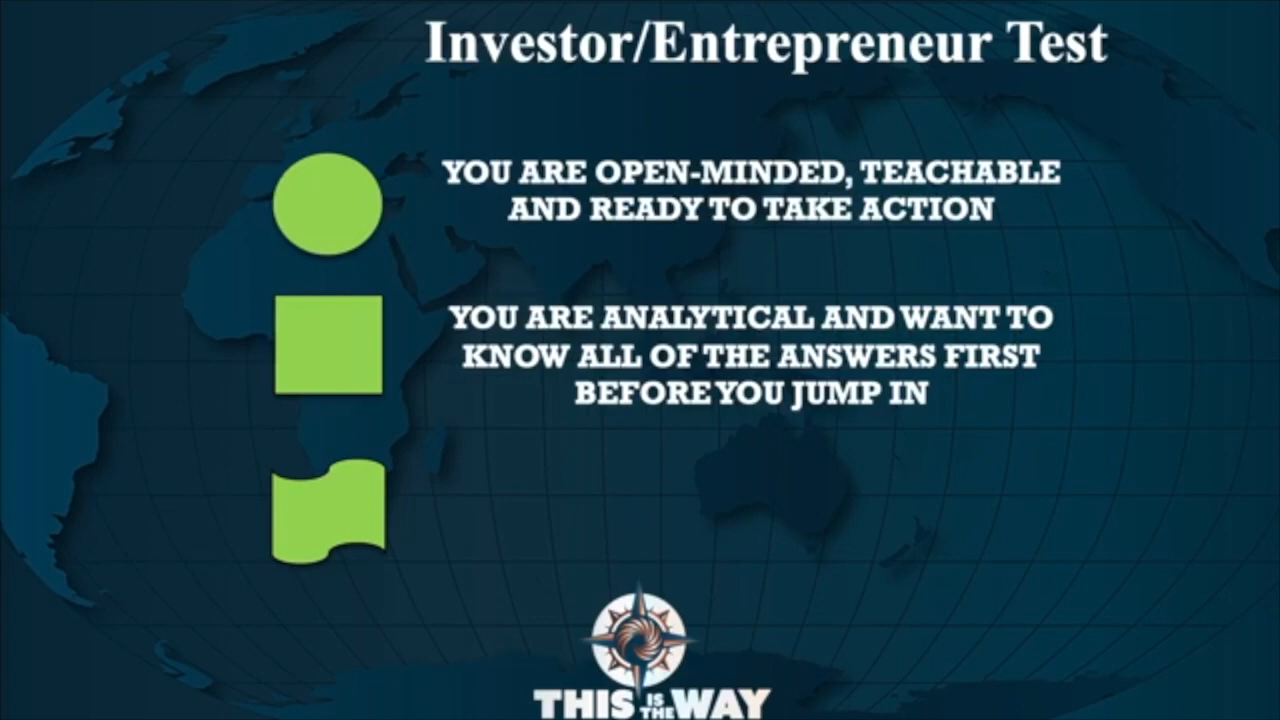 Investor/Entrepreneur Test
YOU ARE OPEN-MINDED, TEACHABLE
AND READY TO TAKE ACTION
YOU ARE ANALYTICAL AND WANT TO
KNOW ALL OF THE ANSWERS FIRST
BEFORE YOU JUMP IN
THIS IS THE WAY